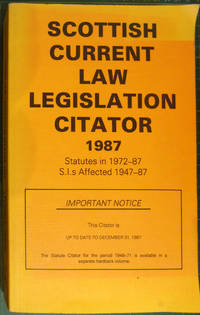 SCOTTISH
CURRENT
LAW
LEGISLATION
CITATOR
1987
Statutes in 1972–87
S.I.s Affected 1947–87
IMPORTANT NOTICE
This Citator is
UP TO DATE TO DECEMBER 31, 1987
The Statute Citator for the period 1948–71 is available in a
separate hardback volume.